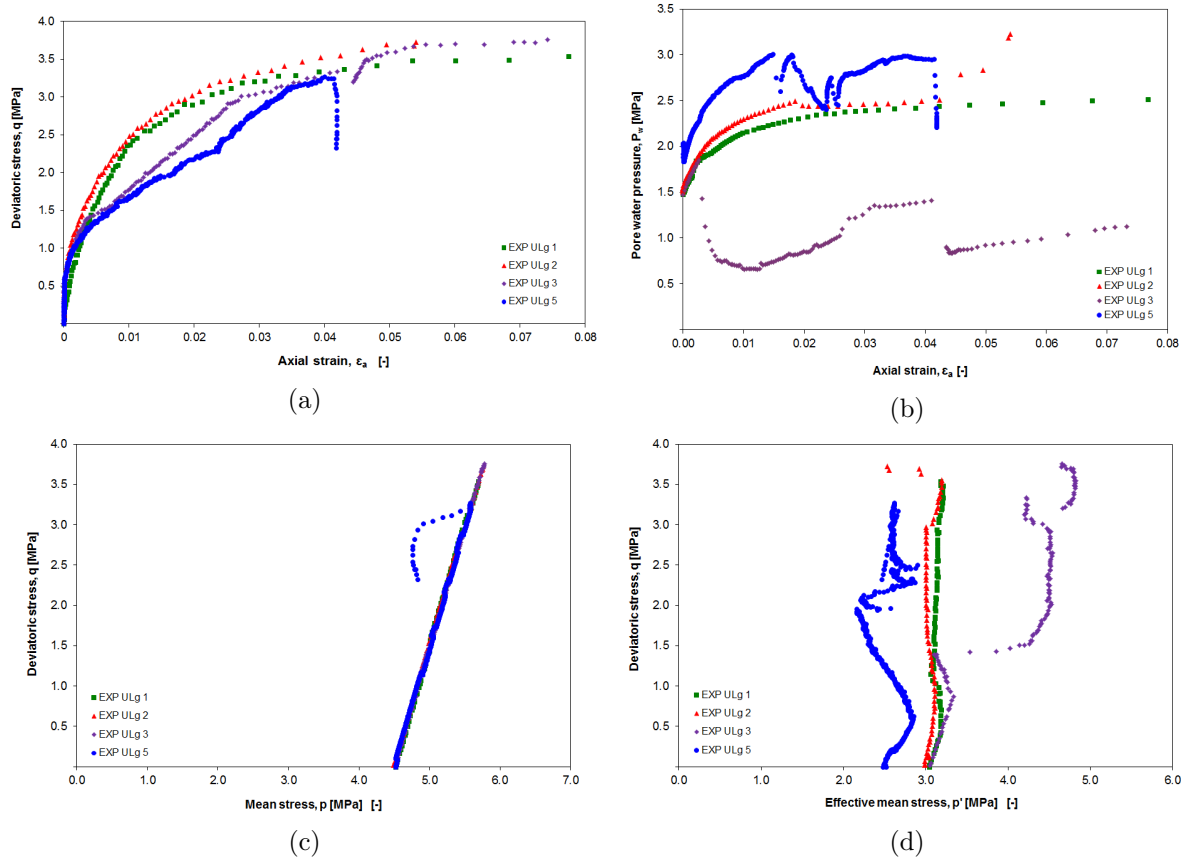 4.0
3.5
3.0
2.5
2.0
1.5
1.0
0.5
Deviatoric stress, q [MPa]
0
0.01
0.02
0.03
0.04
0.05
0.06
0.07
0.08
Axial strain, εa [-]
EXP ULg 1
EXP ULg 2
EXP ULg 3
EXP ULg 5
(a)
3.5
3.0
2.5
2.0
1.5
1.0
0.5
Pore water pressure, Pw [MPa]
0.00
0.01
0.02
0.03
0.04
0.05
0.06
0.07
0.08
Axial strain, εa [-]
EXP ULg 1
EXP ULg 2
EXP ULg 3
EXP ULg 5
(b)
4.0
3.5
3.0
2.5
2.0
1.5
1.0
0.5
Deviatoric stress, q [MPa]
0.0
1.0
2.0
3.0
4.0
5.0
6.0
7.0
Mean stress, p [MPa] [-]
EXP ULg 1
EXP ULg 2
EXP ULg 3
EXP ULg 5
(c)
4.0
3.5
3.0
2.5
2.0
1.5
1.0
0.5
Deviatoric stress, q [MPa]
0.0
1.0
2.0
3.0
4.0
5.0
6.0
Effective mean stress, p' [MPa] [-]
EXP ULg 1
EXP ULg 2
EXP ULg 3
EXP ULg 5
(d)